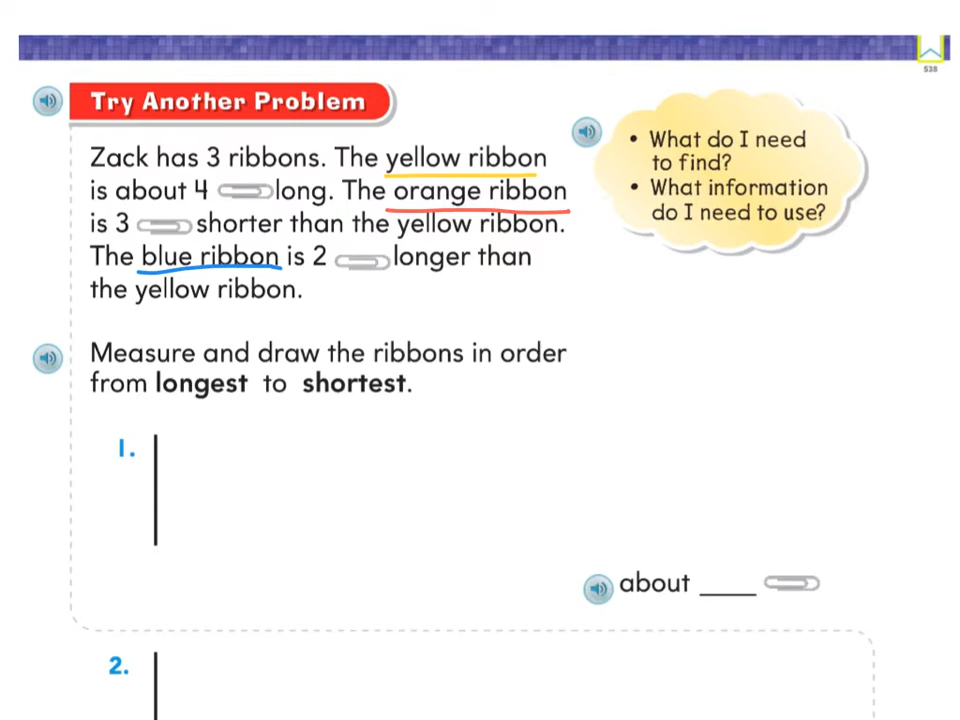 538
Try Another Problem
Zack has 3 ribbons. The yellow ribbon
is about 4 long. The orange ribbon
is 3 shorter than the yellow ribbon.
The blue ribbon is 2 longer than
the yellow ribbon.
• What do I need
to find?
• What information
do I need to use?
Measure and draw the ribbons in order
from longest to shortest.
1.
about ____
2.